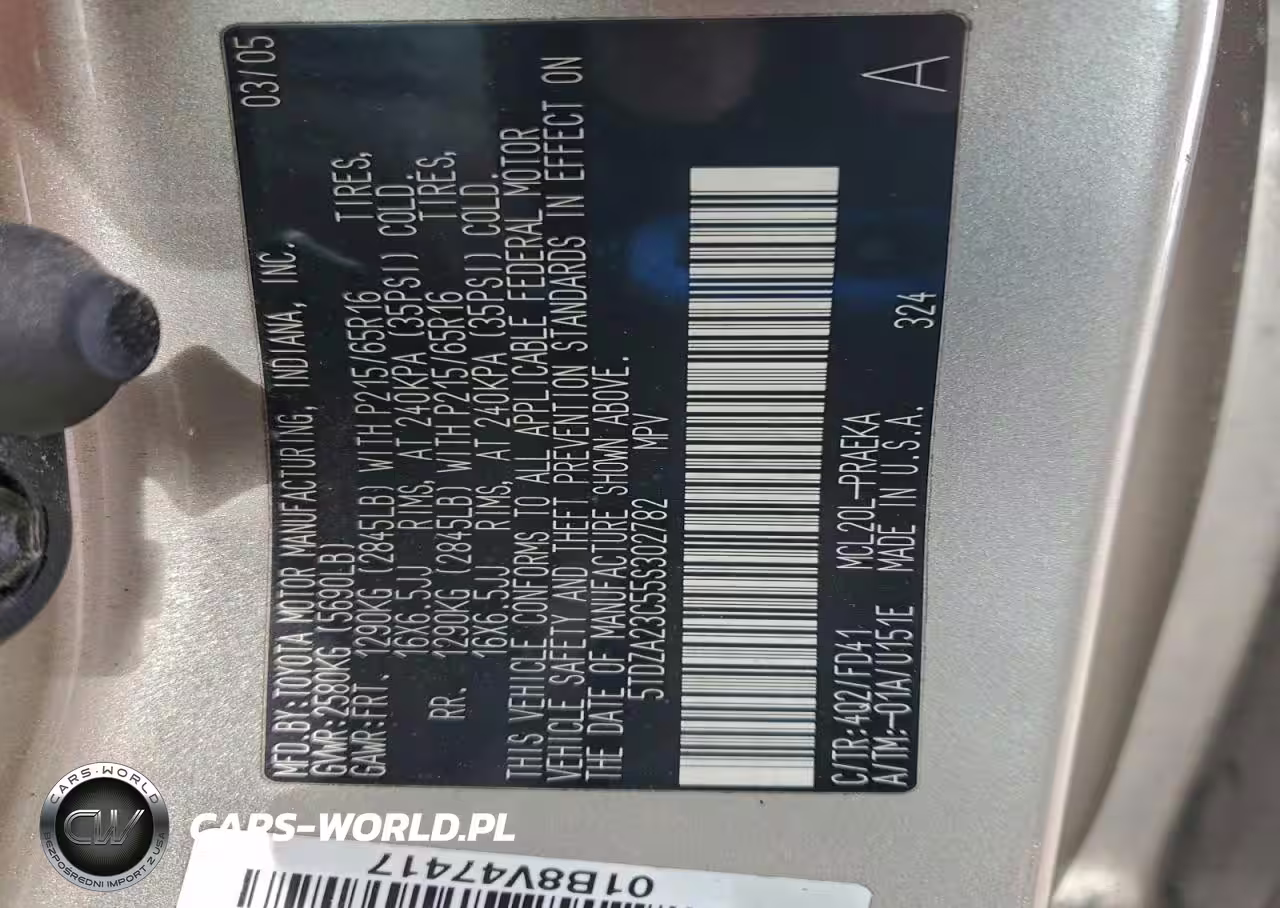 03/05
MFD.BY:TOYOTA MOTOR MANUFACTURING, INDIANA, INC.
GVWR:2580KG (5690LB)
GAWR:FRT. 1290KG (2845LB) WITH P215/65R16 TIRES,
16X6.5JJ RIMS, AT 240KPA (35PSI) COLD.
RR. 1290KG (2845LB) WITH P215/65R16 TIRES,
16X6.5JJ RIMS, AT 240KPA (35PSI) COLD.
THIS VEHICLE CONFORMS TO ALL APPLICABLE FEDERAL MOTOR
VEHICLE SAFETY AND THEFT PREVENTION STANDARDS IN EFFECT ON
THE DATE OF MANUFACTURE SHOWN ABOVE.
5TDZA23C55S302782 MPV
C/TR:4Q2/FD41 MCL20L-PRAEKA
A/TM:-01A/U151E MADE IN U.S.A. 324
A
CARS-WORLD
CW
BEZPOŚREDNI IMPORT Z USA
CARS-WORLD.PL
01B8V47417